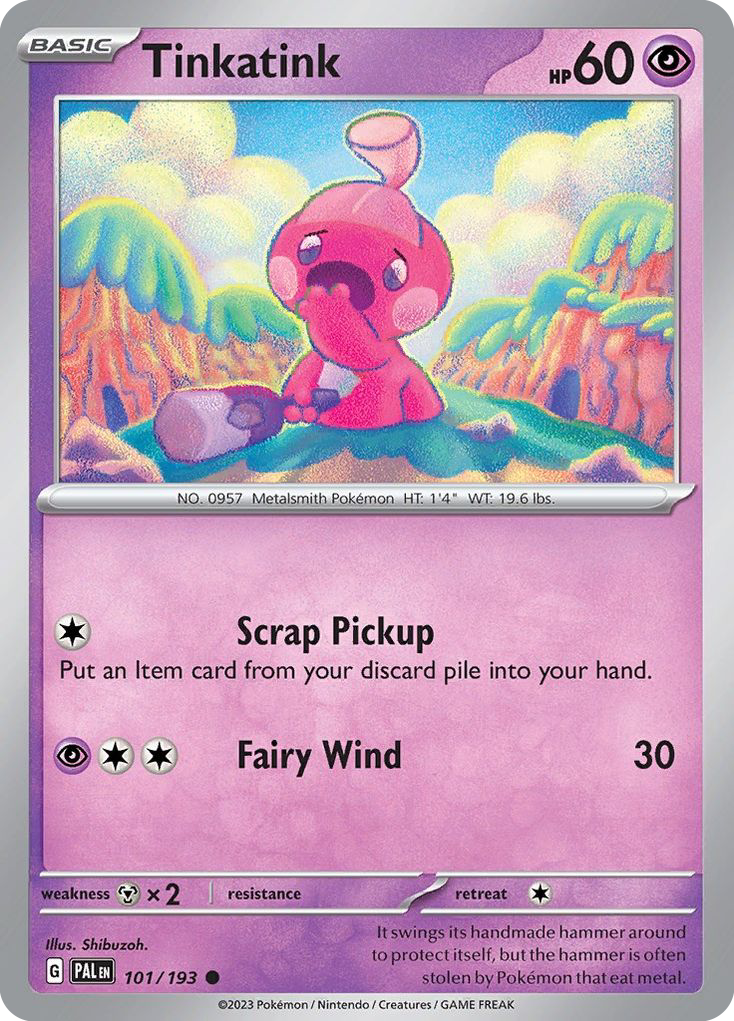 BASIC Tinkatink HP60
NO. 0957 Metalsmith Pokémon HT: 1'4" WT: 19.6 lbs.
Scrap Pickup
Put an Item card from your discard pile into your hand.
Fairy Wind 30
weakness ×2 resistance retreat
Illus. Shibuzoh.
It swings its handmade hammer around
to protect itself, but the hammer is often
stolen by Pokémon that eat metal.
G PAL EN 101/193
©2023 Pokémon / Nintendo / Creatures / GAME FREAK